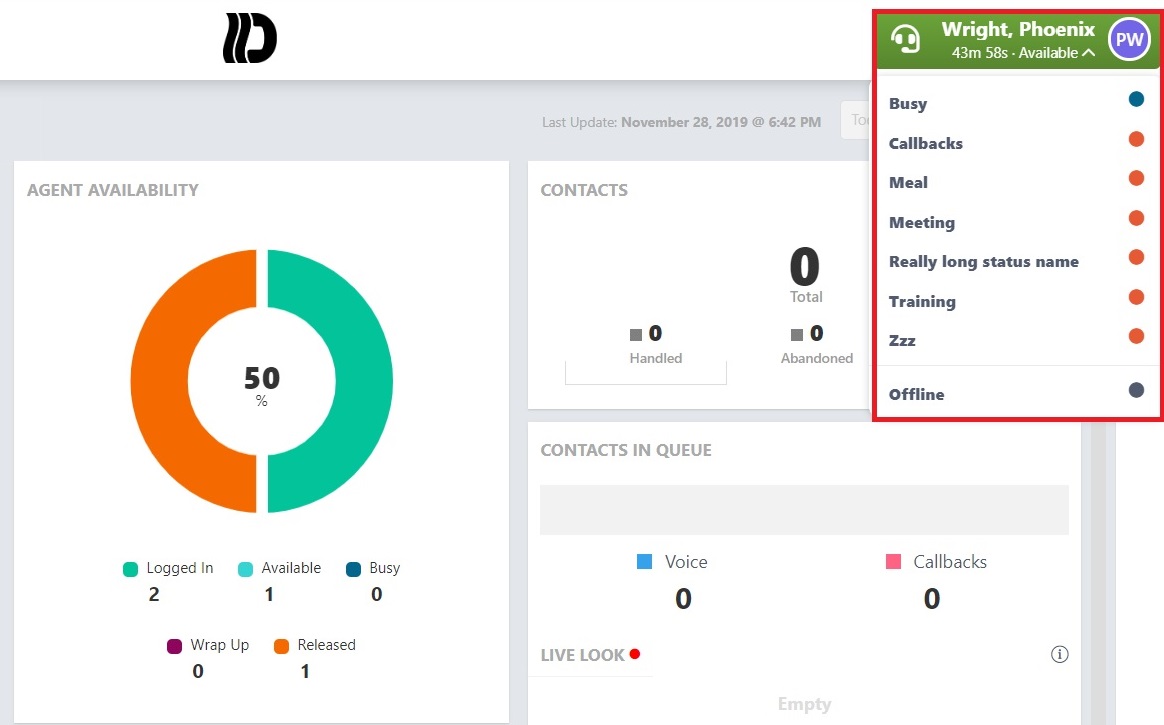 Wright, Phoenix
43m 58s · Available
PW
Busy
Callbacks
Meal
Meeting
Really long status name
Training
Zzz
Offline
Last Update: November 28, 2019 @ 6:42 PM
AGENT AVAILABILITY
50
%
Logged In
2
Available
1
Busy
0
Wrap Up
0
Released
1
CONTACTS
0
Total
0
Handled
0
Abandoned
CONTACTS IN QUEUE
Voice
0
Callbacks
0
LIVE LOOK
Empty